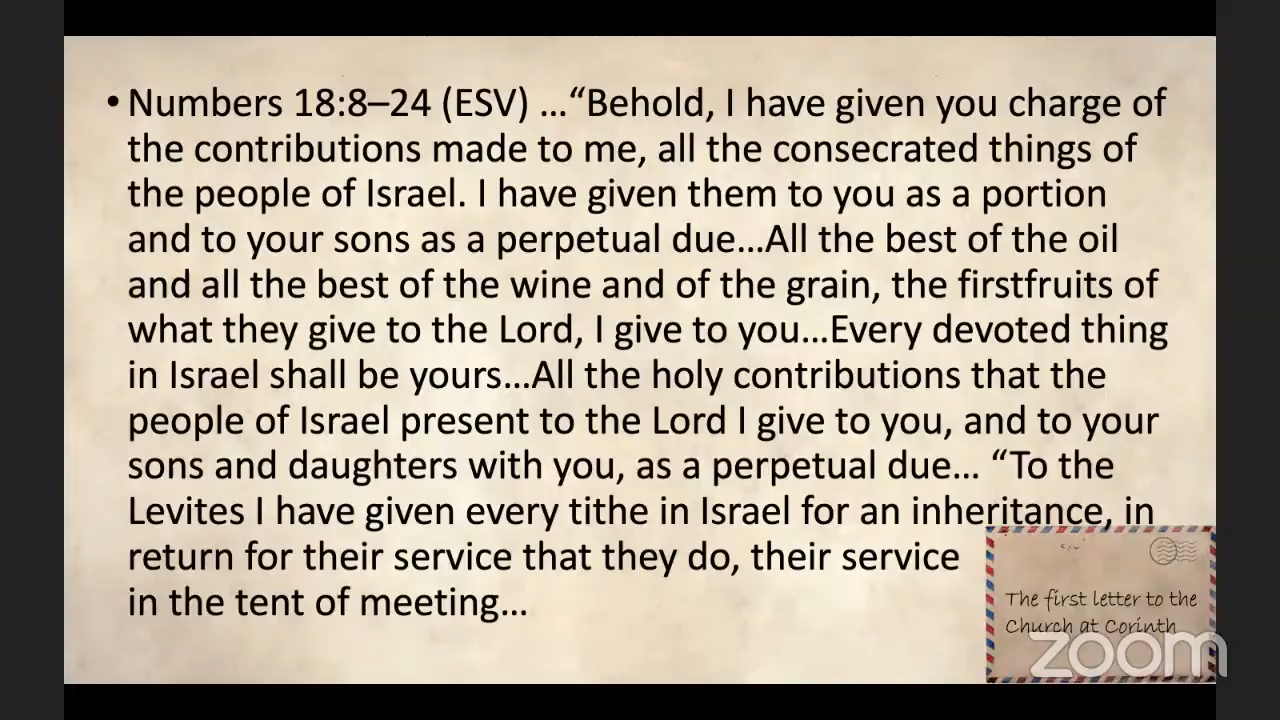 • Numbers 18:8–24 (ESV) …“Behold, I have given you charge of
the contributions made to me, all the consecrated things of
the people of Israel. I have given them to you as a portion
and to your sons as a perpetual due…All the best of the oil
and all the best of the wine and of the grain, the firstfruits of
what they give to the Lord, I give to you…Every devoted thing
in Israel shall be yours…All the holy contributions that the
people of Israel present to the Lord I give to you, and to your
sons and daughters with you, as a perpetual due… “To the
Levites I have given every tithe in Israel for an inheritance, in
return for their service that they do, their service
in the tent of meeting…
The first letter to the
Church at Corinth
zoom